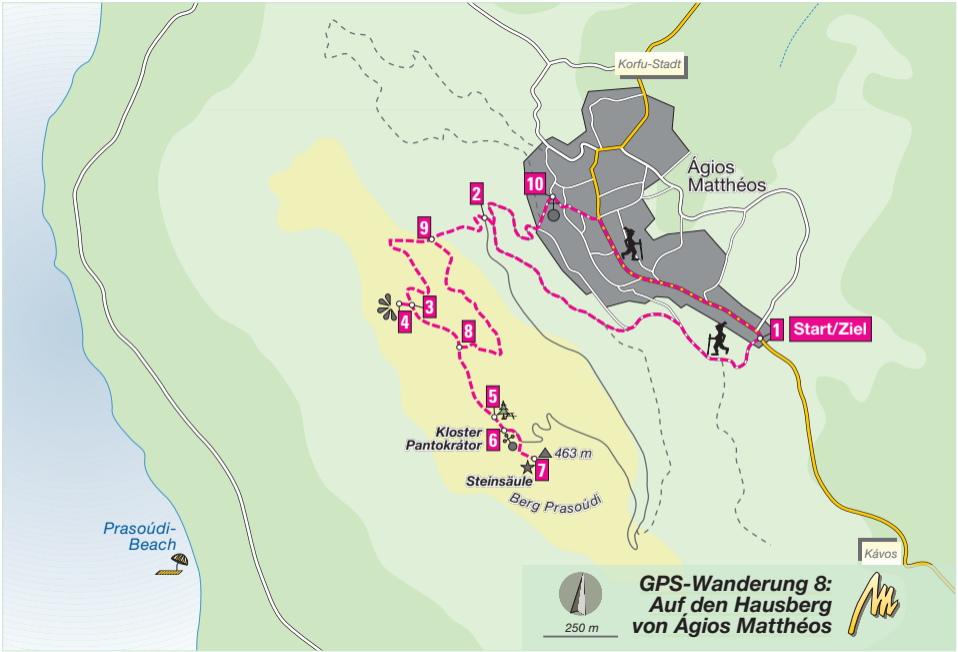 Korfu-Stadt
Ágios
Matthéos
10
2
9
3
4
8
1
Start/Ziel
5
Kloster
Pantokrátor
6
463 m
7
Steinsäule
Berg Prasoúdi
Prasoúdi-
Beach
Kávos
250 m
GPS-Wanderung 8:
Auf den Hausberg
von Ágios Matthéos